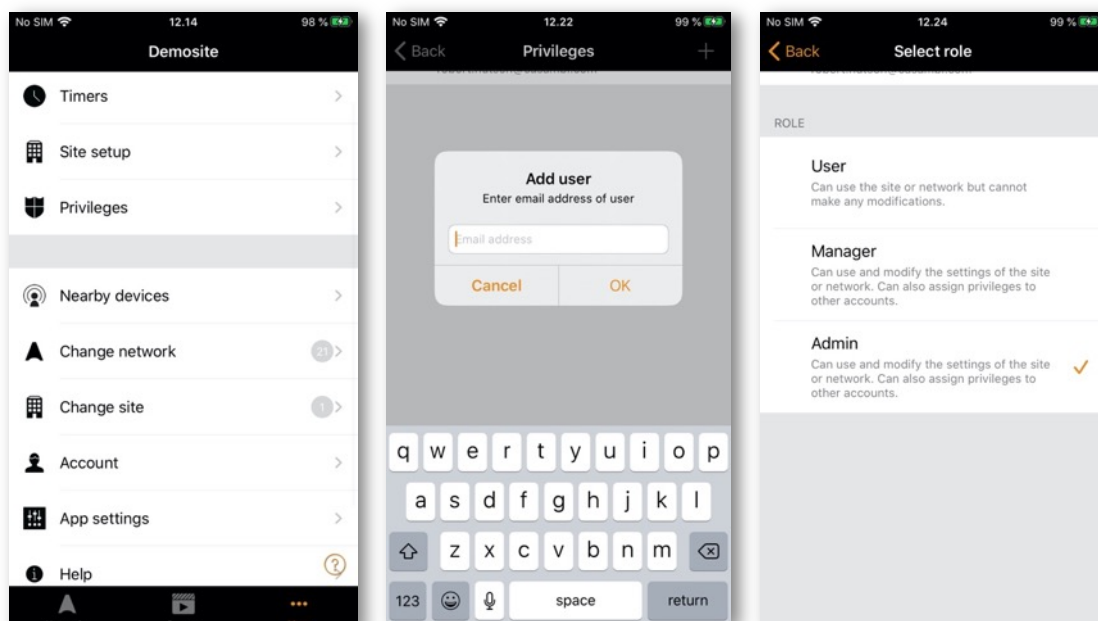 No SIM 12.14 98 %
Demosite
Timers
Site setup
Privileges
Nearby devices
Change network 21
Change site 1
Account
App settings
Help
?
No SIM 12.22 99 %
Back Privileges +
Add user
Enter email address of user
Email address
Cancel OK
q w e r t y u i o p
a s d f g h j k l
z x c v b n m
123 space return
No SIM 12.24 99 %
Back Select role
ROLE
User
Can use the site or network but cannot
make any modifications.
Manager
Can use and modify the settings of the site
or network. Can also assign privileges to
other accounts.
Admin
Can use and modify the settings of the site
or network. Can also assign privileges to
other accounts.